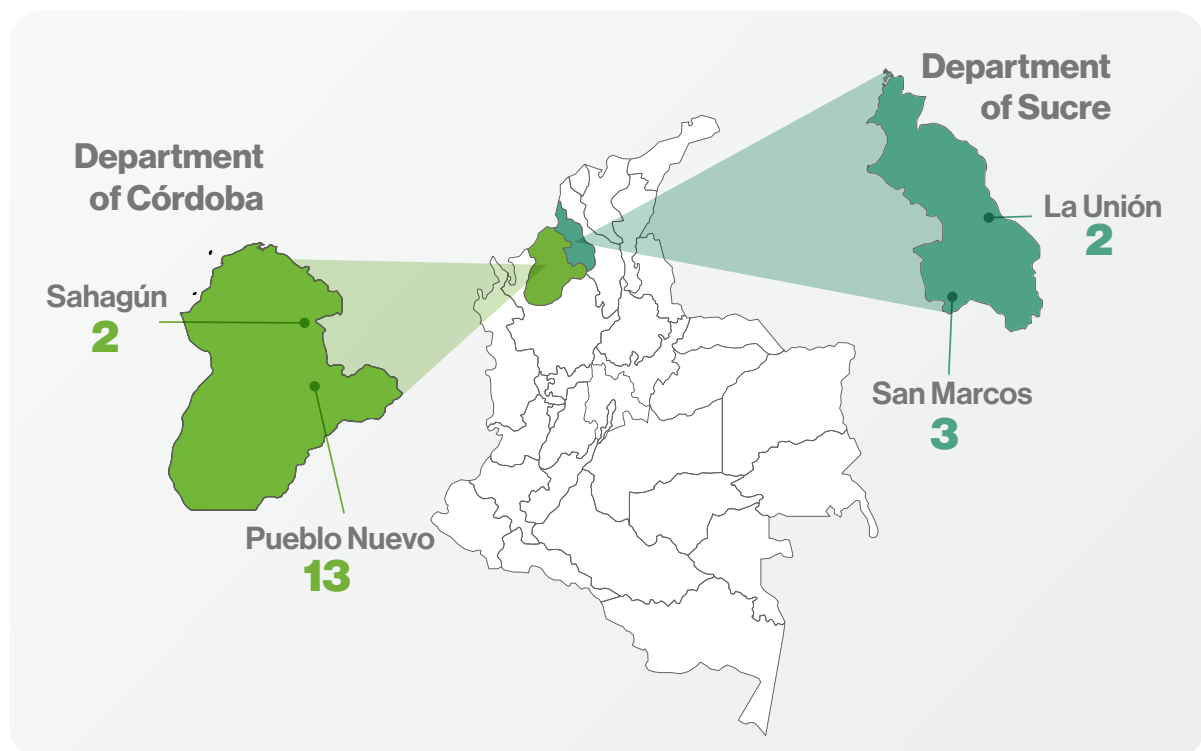 Department
of Córdoba
Sahagún
2
Pueblo Nuevo
13
Department
of Sucre
La Unión
2
San Marcos
3